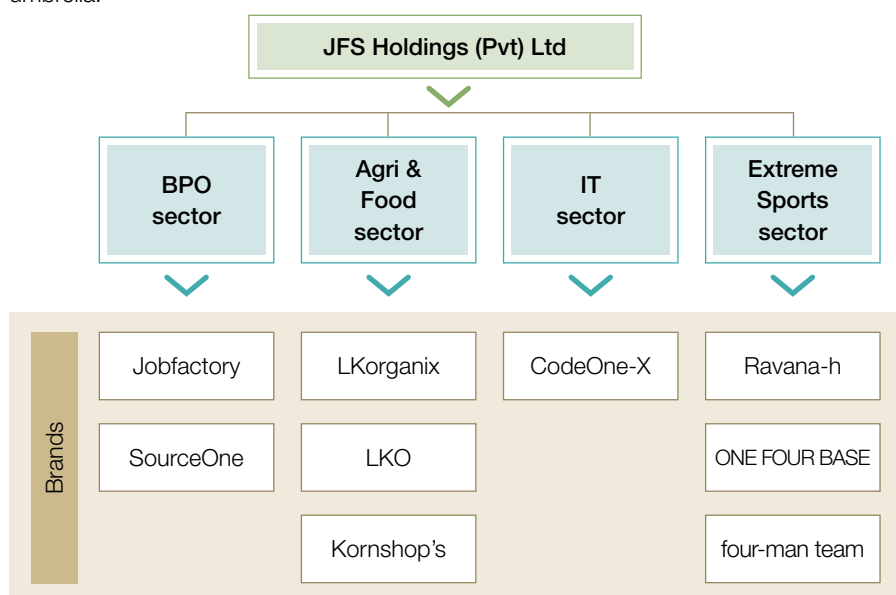 umbrella.
JFS Holdings (Pvt) Ltd
BPO
sector
Agri &
Food
sector
IT
sector
Extreme
Sports
sector
Brands
Jobfactory
LKorganix
CodeOne-X
Ravana-h
SourceOne
LKO
ONE FOUR BASE
Kornshop's
four-man team